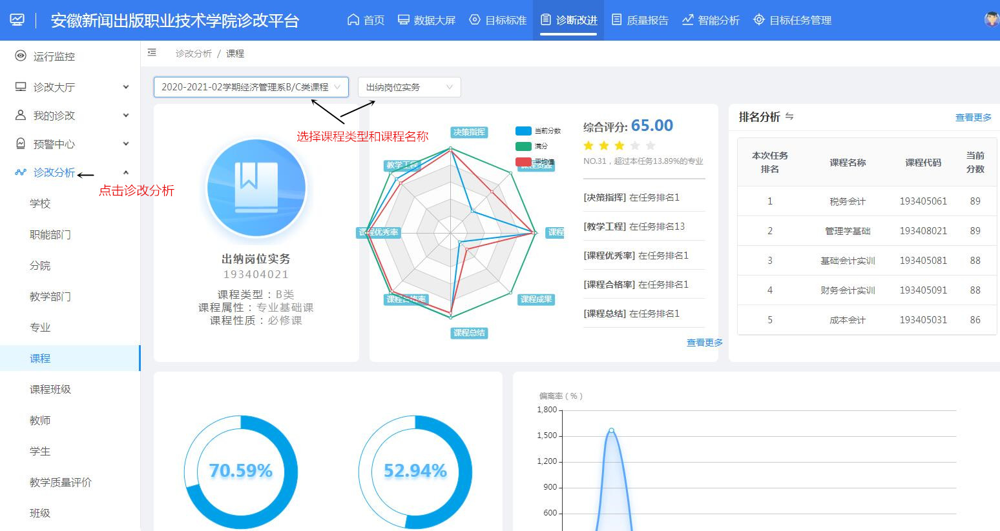 安徽新闻出版职业技术学院诊改平台
首页
数据大屏
目标标准
诊断改进
质量报告
智能分析
目标任务管理
运行监控
诊改大厅
我的诊改
预警中心
诊改分析
点击诊改分析
学校
职能部门
分院
教学部门
专业
课程
课程班级
教师
学生
教学质量评价
班级
诊改分析 / 课程
2020-2021-02学期经济管理系B/C类课程
出纳岗位实务
选择课程类型和课程名称
出纳岗位实务
193404021
课程类型：B类
课程属性：专业基础课
课程性质：必修课
决策指挥
教学工程
课程优秀率
课程合格率
课程总结
课程成果
课程
课程资源
当前分数
满分
平均值
综合评分: 65.00
NO.31，超过本任务13.89%的专业
[决策指挥] 在任务排名1
[教学工程] 在任务排名13
[课程优秀率] 在任务排名1
[课程合格率] 在任务排名1
[课程总结] 在任务排名1
查看更多
排名分析
查看更多
本次任务排名 课程名称 课程代码 当前分数
1 税务会计 193405061 89
2 管理学基础 193408021 89
3 基础会计实训 193405081 88
4 财务会计实训 193405091 88
5 成本会计 193405031 86
70.59%
52.94%
偏离率（%）
1,800
1,500
1,200
900
600